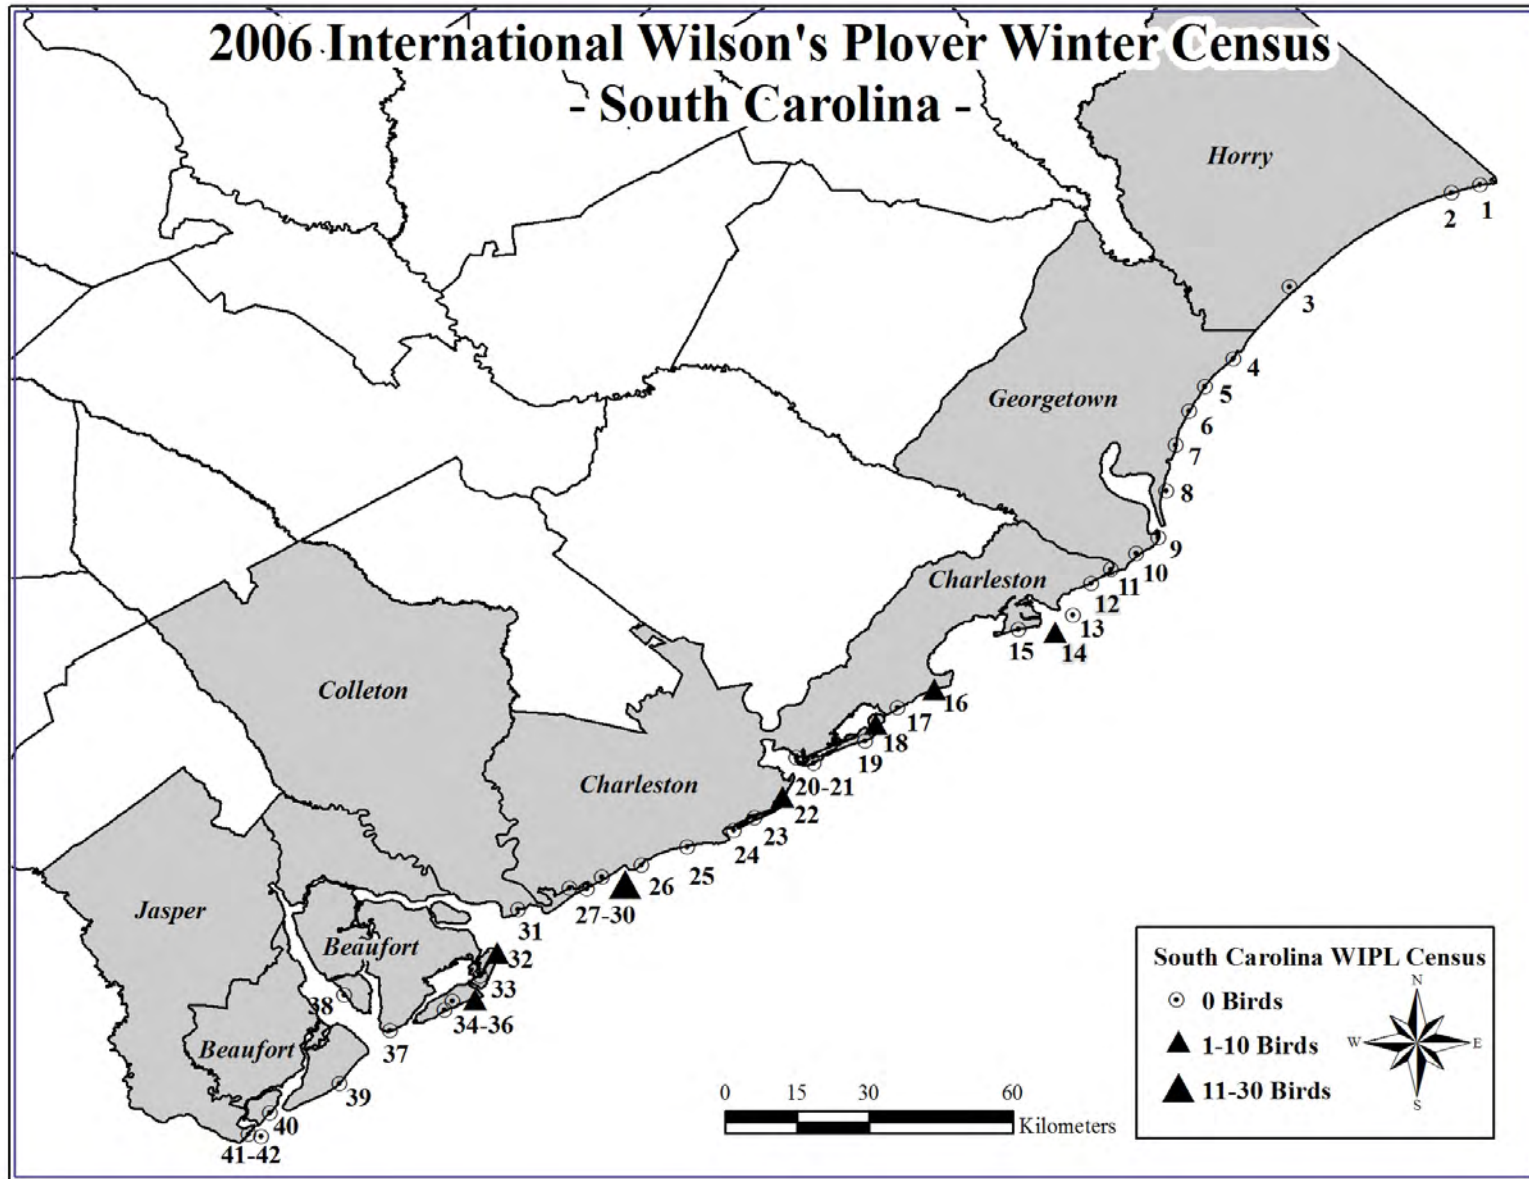 2006 International Wilson's Plover Winter Census
- South Carolina -
Horry
1
2
3
4
Georgetown
5
6
7
8
9
10
Charleston
11
12
13
14
15
Colleton
16
17
18
19
Charleston
20-21
22
23
24
25
26
27-30
Jasper
31
Beaufort
32
33
38
34-36
37
Beaufort
39
40
41-42
0 15 30 60
Kilometers
South Carolina WIPL Census
0 Birds
1-10 Birds
11-30 Birds
N
W E
S